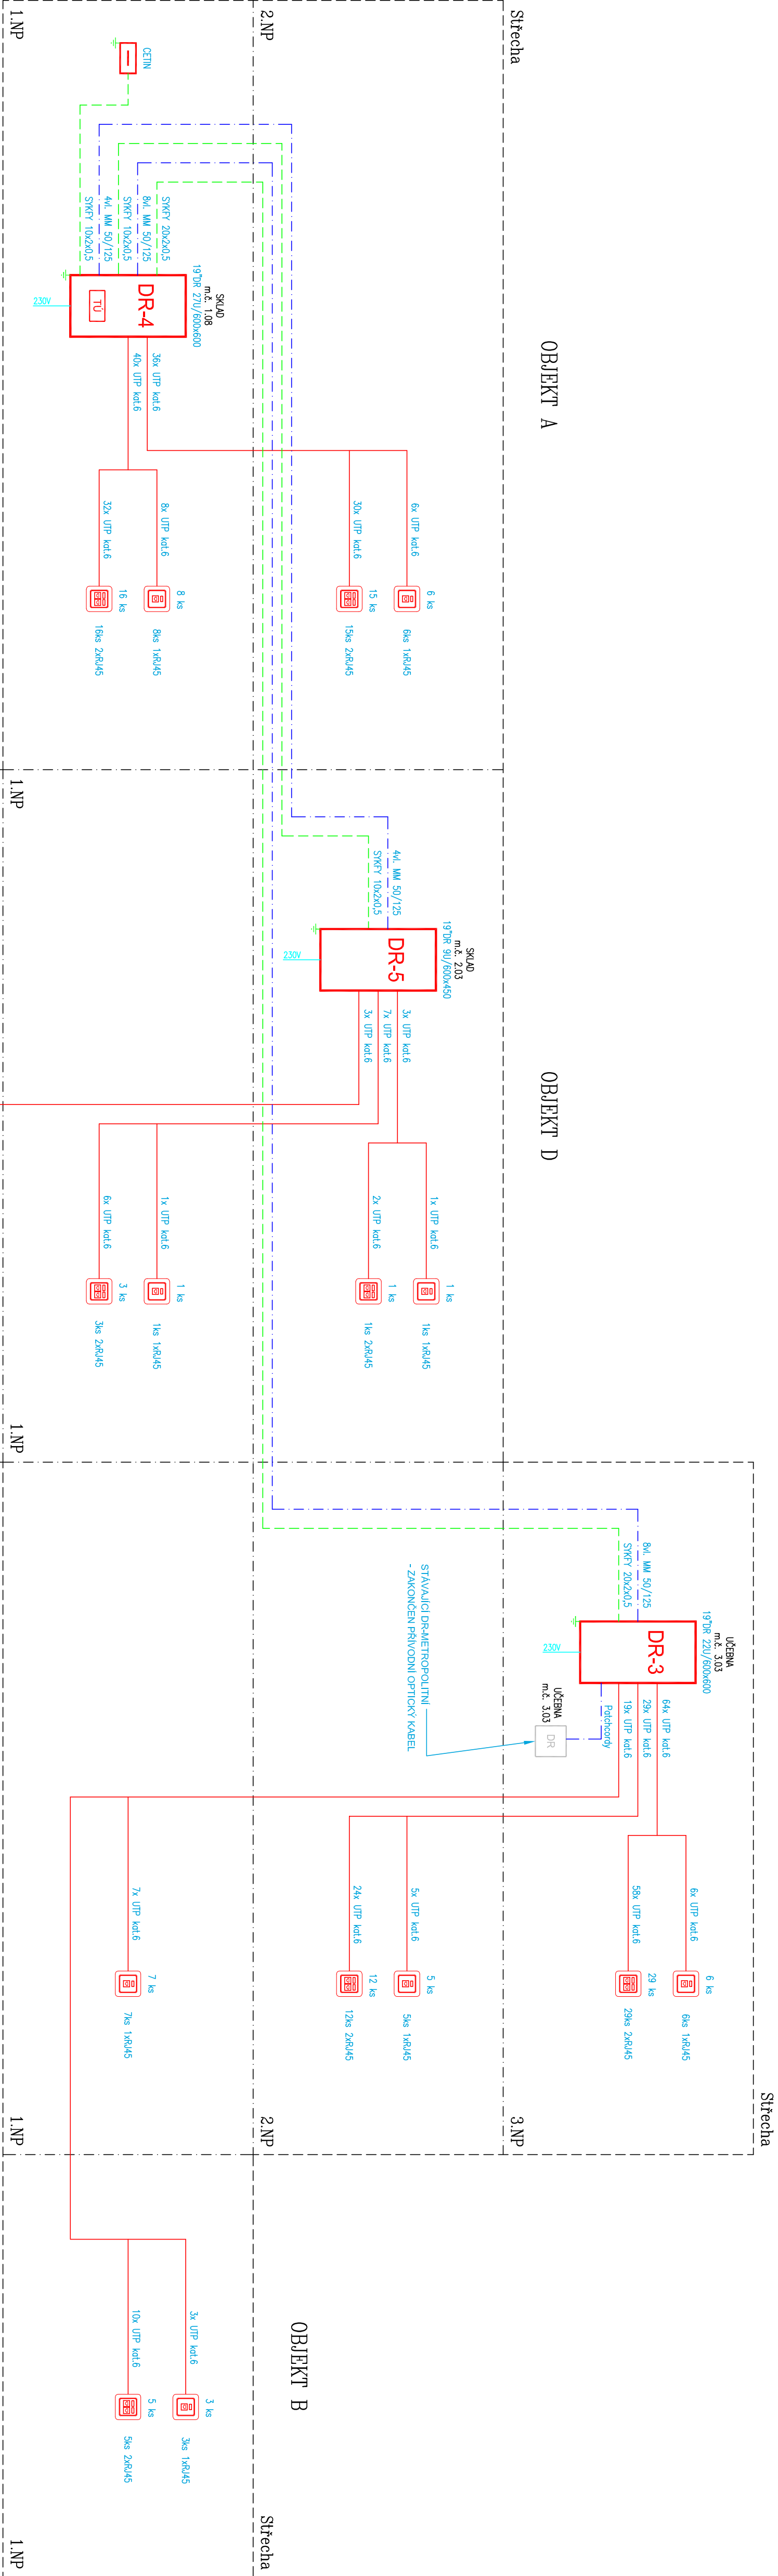 Střecha
2.NP
1.NP
OBJEKT A
CETIN
SYKFY 20x2x0,5
8vl. MM 50/125
SYKFY 10x2x0,5
4vl. MM 50/125
SYKFY 10x2x0,5
SKLAD
m.č. 1.08
19"DR 27U/600x600
DR-4
TÚ
230V
36x UTP kat.6
40x UTP kat.6
6x UTP kat.6
6 ks
6ks 1xRJ45
30x UTP kat.6
15 ks
15ks 2xRJ45
8x UTP kat.6
8 ks
8ks 1xRJ45
32x UTP kat.6
16 ks
16ks 2xRJ45
1.NP
OBJEKT D
4vl. MM 50/125
SYKFY 10x2x0,5
SKLAD
m.č. 2.03
19"DR 9U/600x450
DR-5
230V
3x UTP kat.6
7x UTP kat.6
3x UTP kat.6
1x UTP kat.6
1 ks
1ks 1xRJ45
2x UTP kat.6
1 ks
1ks 2xRJ45
1x UTP kat.6
1 ks
1ks 1xRJ45
6x UTP kat.6
3 ks
3ks 2xRJ45
1.NP
8vl. MM 50/125
SYKFY 20x2x0,5
STÁVAJÍCÍ DR-METROPOLITNÍ
- ZAKONČEN PŘÍVODNÍ OPTICKÝ KABEL
UČEBNA
m.č. 3.03
19"DR 22U/600x600
DR-3
230V
64x UTP kat.6
29x UTP kat.6
19x UTP kat.6
Patchcordy
UČEBNA
m.č. 3.03
DR
6x UTP kat.6
6 ks
6ks 1xRJ45
58x UTP kat.6
29 ks
29ks 2xRJ45
5x UTP kat.6
5 ks
5ks 1xRJ45
24x UTP kat.6
12 ks
12ks 2xRJ45
7x UTP kat.6
7 ks
7ks 1xRJ45
Střecha
3.NP
2.NP
1.NP
OBJEKT B
3x UTP kat.6
3 ks
3ks 1xRJ45
10x UTP kat.6
5 ks
5ks 2xRJ45
Střecha
1.NP